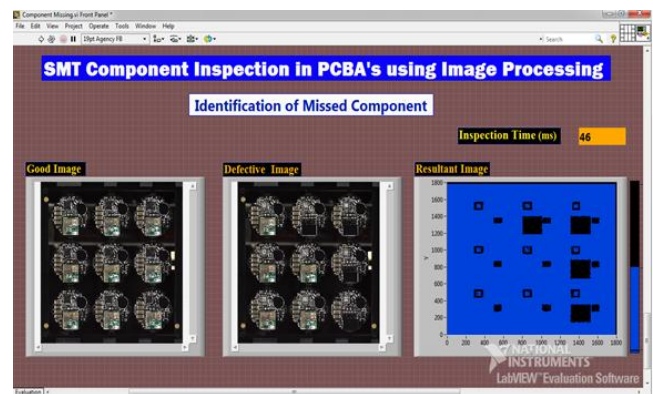 Component Missing.vi Front Panel *
File Edit View Project Operate Tools Window Help
19pt Agency FB
Search
SMT Component Inspection in PCBA's using Image Processing
Identification of Missed Component
Inspection Time (ms) 46
Good Image Defective Image Resultant Image
1800
1600
1400
1200
1000
800
600
400
200
0
Y
0 200 400 600 800 1000 1200 1400 1600 1800
X
NATIONAL
INSTRUMENTS
LabVIEW Evaluation Software
Evaluation